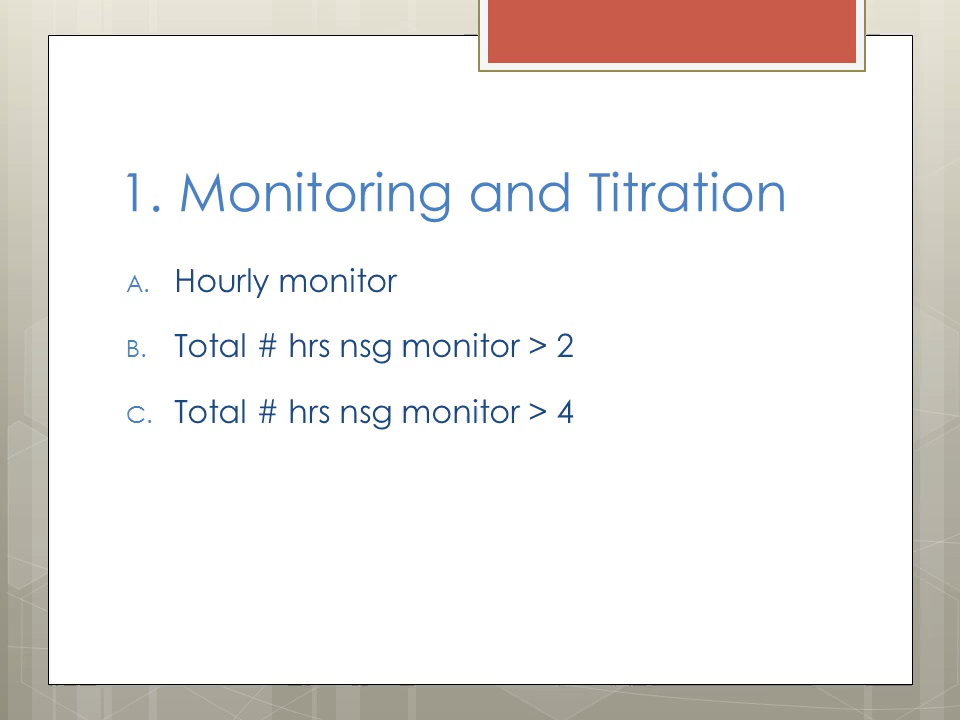 1. Monitoring and Titration
A. Hourly monitor
B. Total # hrs nsg monitor > 2
C. Total # hrs nsg monitor > 4